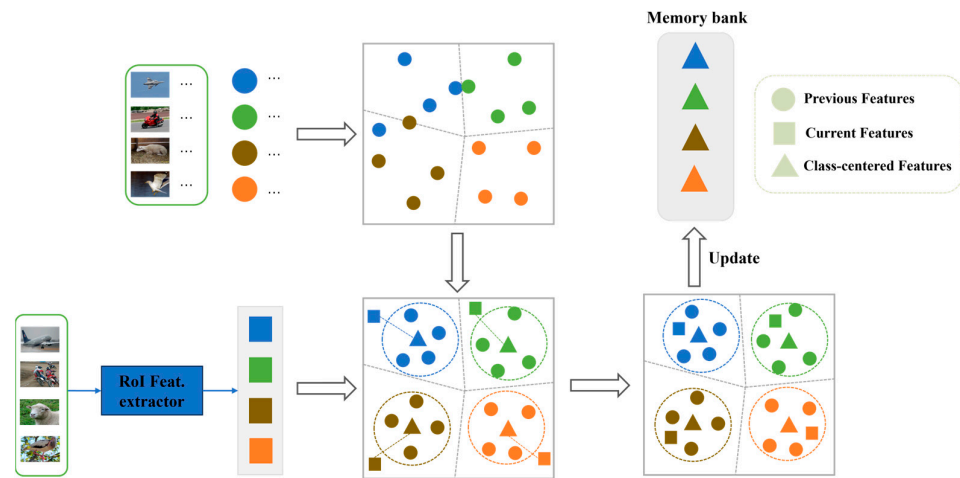 Memory bank
...
...
...
...
...
...
...
...
Previous Features
Current Features
Class-centered Features
Update
RoI Feat.
extractor